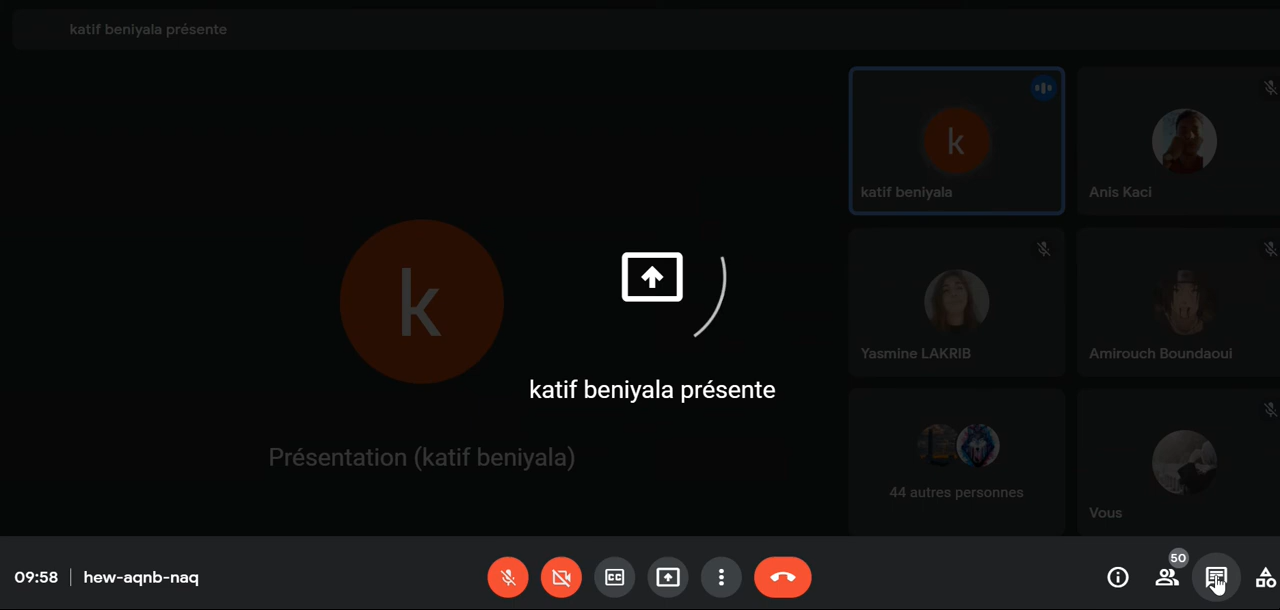 katif beniyala présente
k
katif beniyala
Anis Kaci
k
katif beniyala présente
Présentation (katif beniyala)
Yasmine LAKRIB
Amirouch Boundaoui
44 autres personnes
Vous
09:58 | hew-aqnb-naq
CC
50